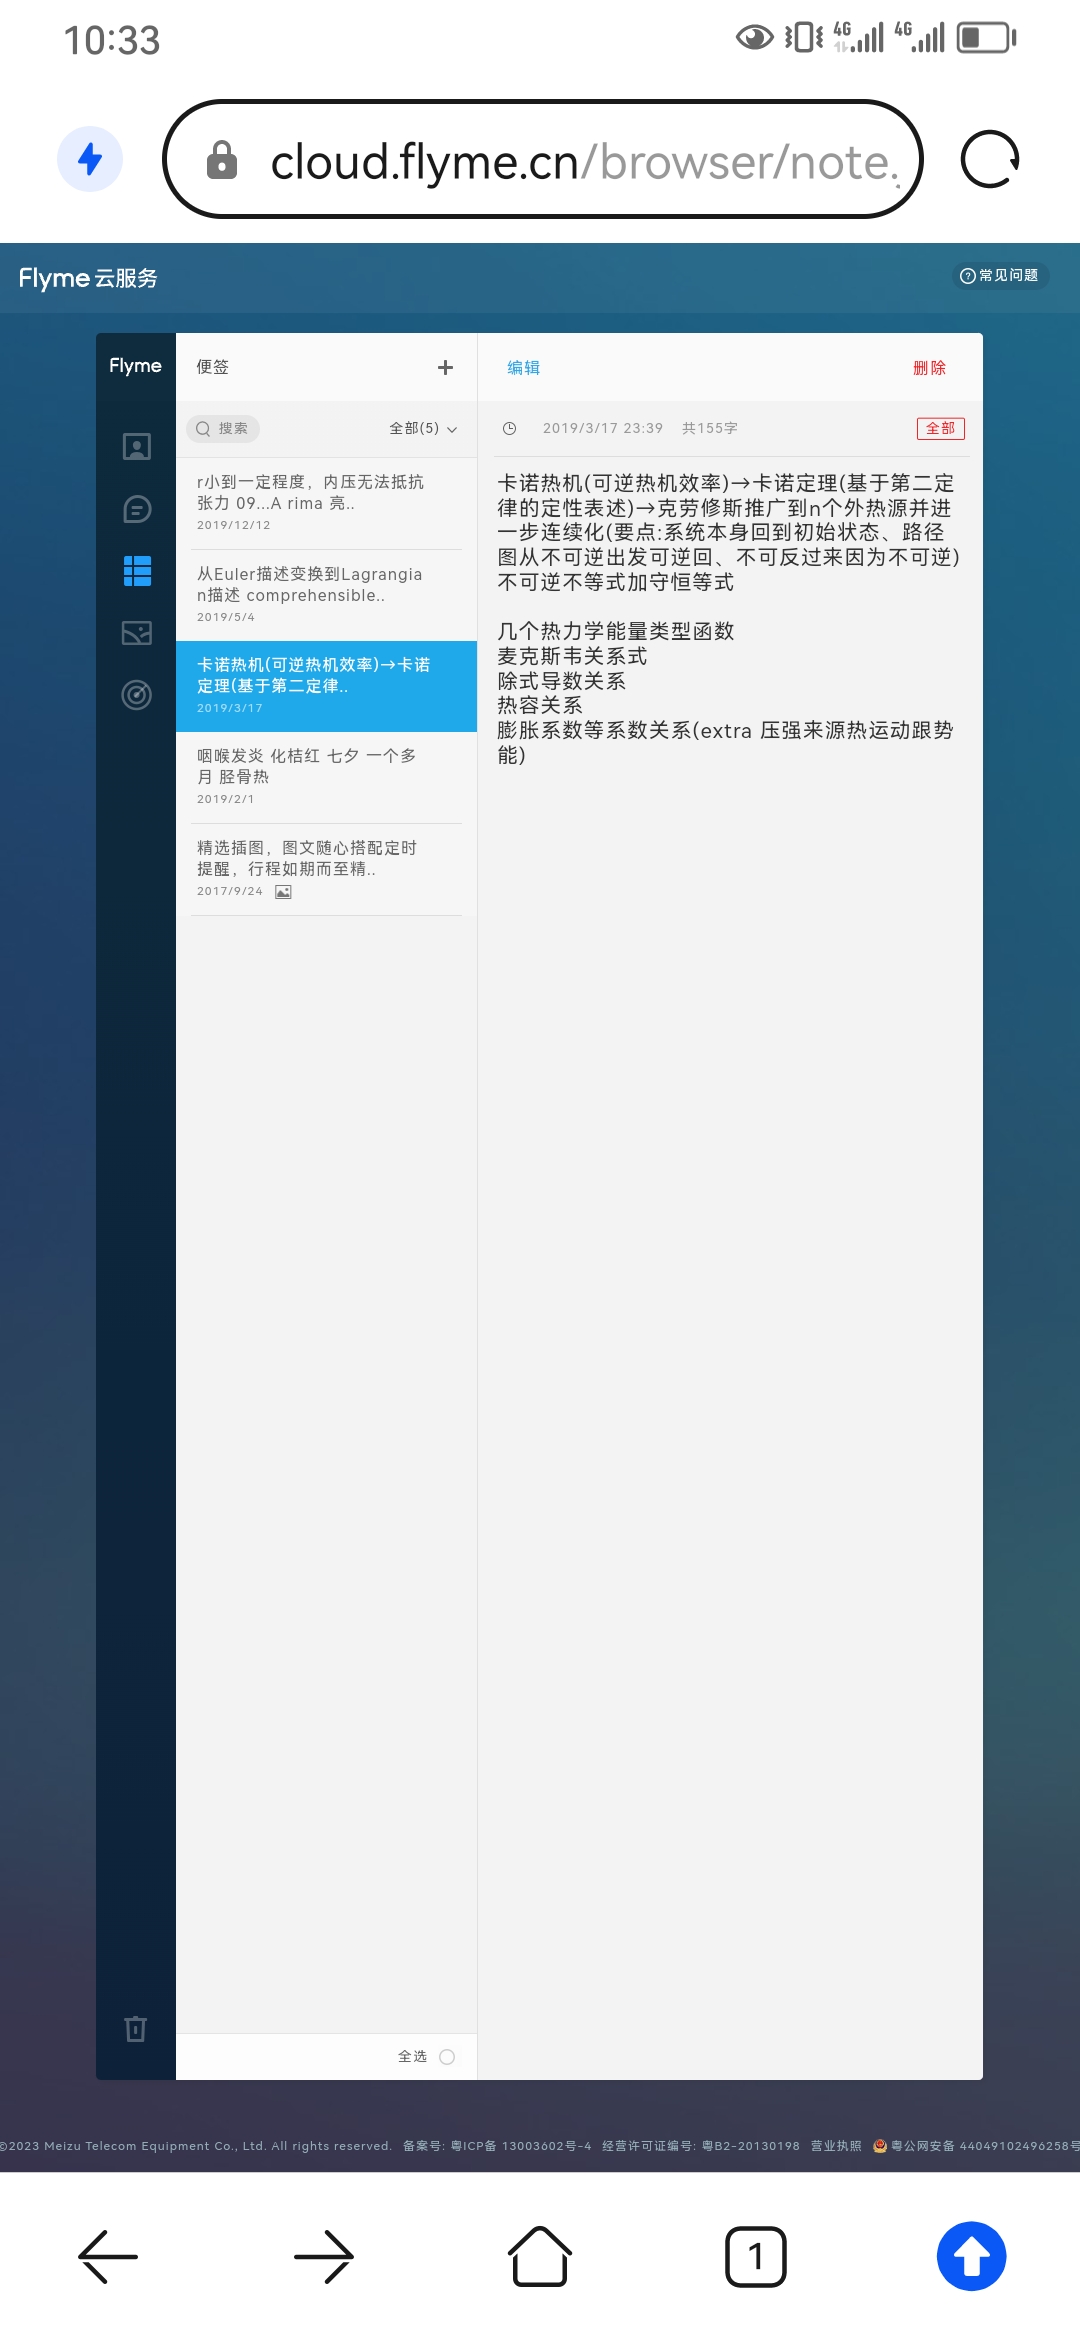 10:33
4G 4G
cloud.flyme.cn/browser/note.
Flyme 云服务
常见问题
Flyme
便签
编辑
删除
搜索
全部(5)
2019/3/17 23:39 共155字
全部
r小到一定程度，内压无法抵抗
张力 09...A rima 亮..
2019/12/12
从Euler描述变换到Lagrangia
n描述 comprehensible..
2019/5/4
卡诺热机(可逆热机效率)→卡诺
定理(基于第二定律..
2019/3/17
咽喉发炎 化桔红 七夕 一个多
月 胫骨热
2019/2/1
精选插图，图文随心搭配定时
提醒，行程如期而至精..
2017/9/24
卡诺热机(可逆热机效率)→卡诺定理(基于第二定
律的定性表述)→克劳修斯推广到n个外热源并进
一步连续化(要点:系统本身回到初始状态、路径
图从不可逆出发可逆回、不可反过来因为不可逆)
不可逆不等式加守恒等式
几个热力学能量类型函数
麦克斯韦关系式
除式导数关系
热容关系
膨胀系数等系数关系(extra 压强来源热运动跟势
能)
全选
©2023 Meizu Telecom Equipment Co., Ltd. All rights reserved. 备案号: 粤ICP备 13003602号-4 经营许可证编号: 粤B2-20130198 营业执照 粤公网安备 44049102496258号
1